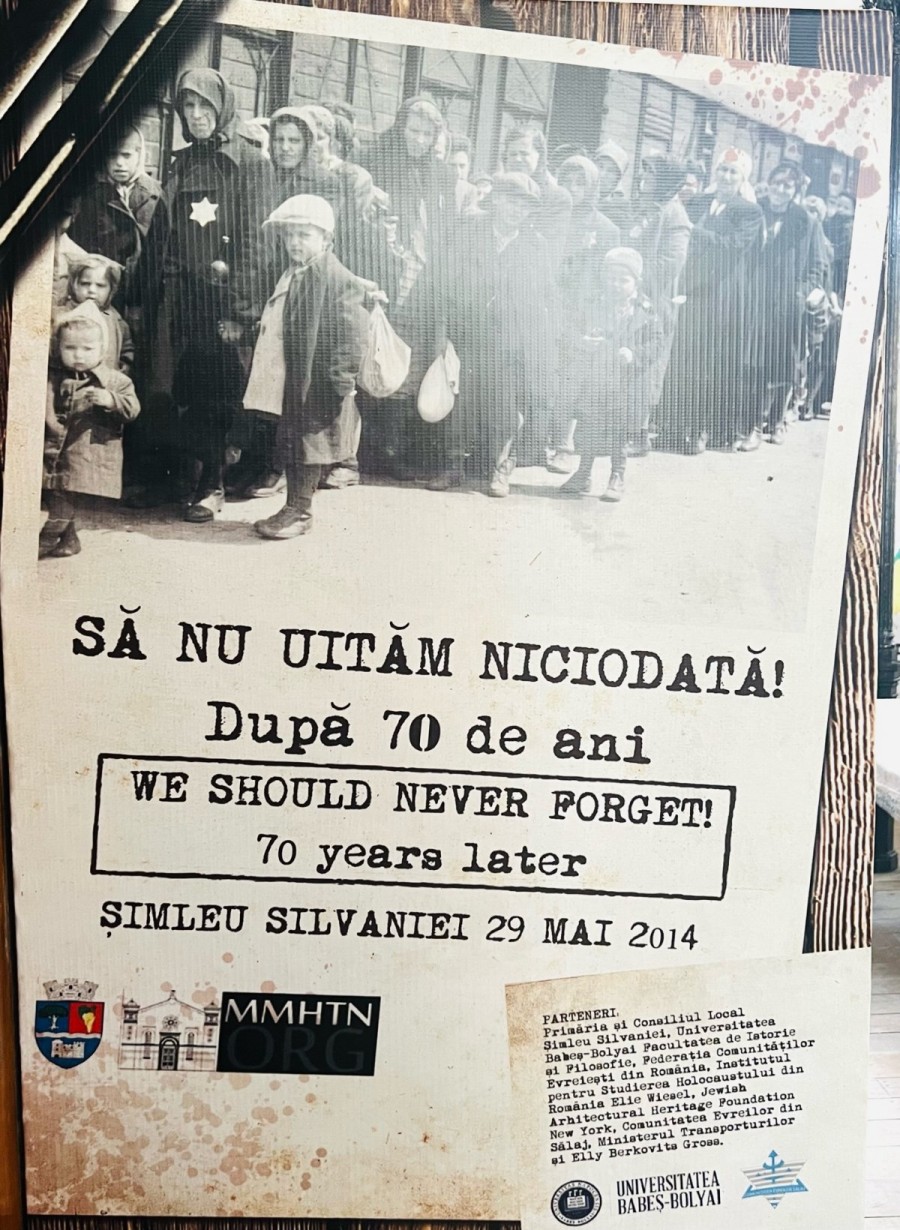 SĂ NU UITĂM NICIODATĂ!
După 70 de ani
WE SHOULD NEVER FORGET!
70 years later
ȘIMLEU SILVANIEI 29 MAI 2014
MMHTN
ORG
PARTENERI:
Primăria și Consiliul Local
Șimleu Silvaniei, Universitatea
Babeș-Bolyai Facultatea de Istorie
și Filosofie, Federația Comunităților
Evreiești din România, Institutul
pentru Studierea Holocaustului din
România Elie Wiesel, Jewish
Arhitectural Heritage Foundation
New York, Comunitatea Evreilor din
Sălaj, Ministerul Transporturilor
și Elly Berkovits Gross.
UNIVERSITATEA
BABEȘ-BOLYAI